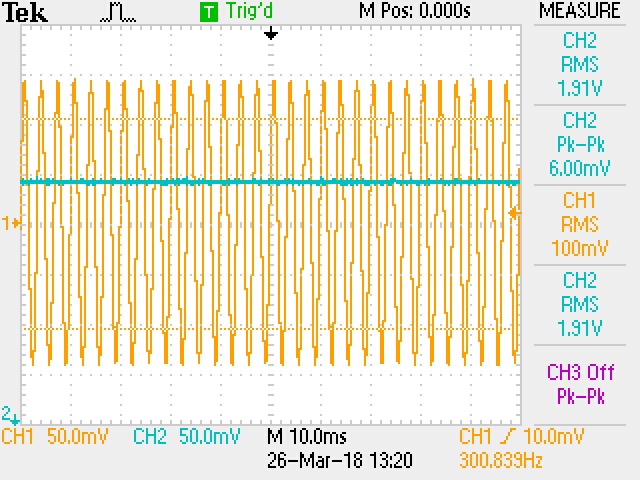 Tek T Trig'd M Pos: 0.000s MEASURE
CH2
RMS
1.91V
CH2
Pk-Pk
6.00mV
1
CH1
RMS
100mV
CH2
RMS
1.91V
CH3 Off
Pk-Pk
2
CH1 50.0mV CH2 50.0mV M 10.0ms CH1 10.0mV
26-Mar-18 13:20 300.839Hz